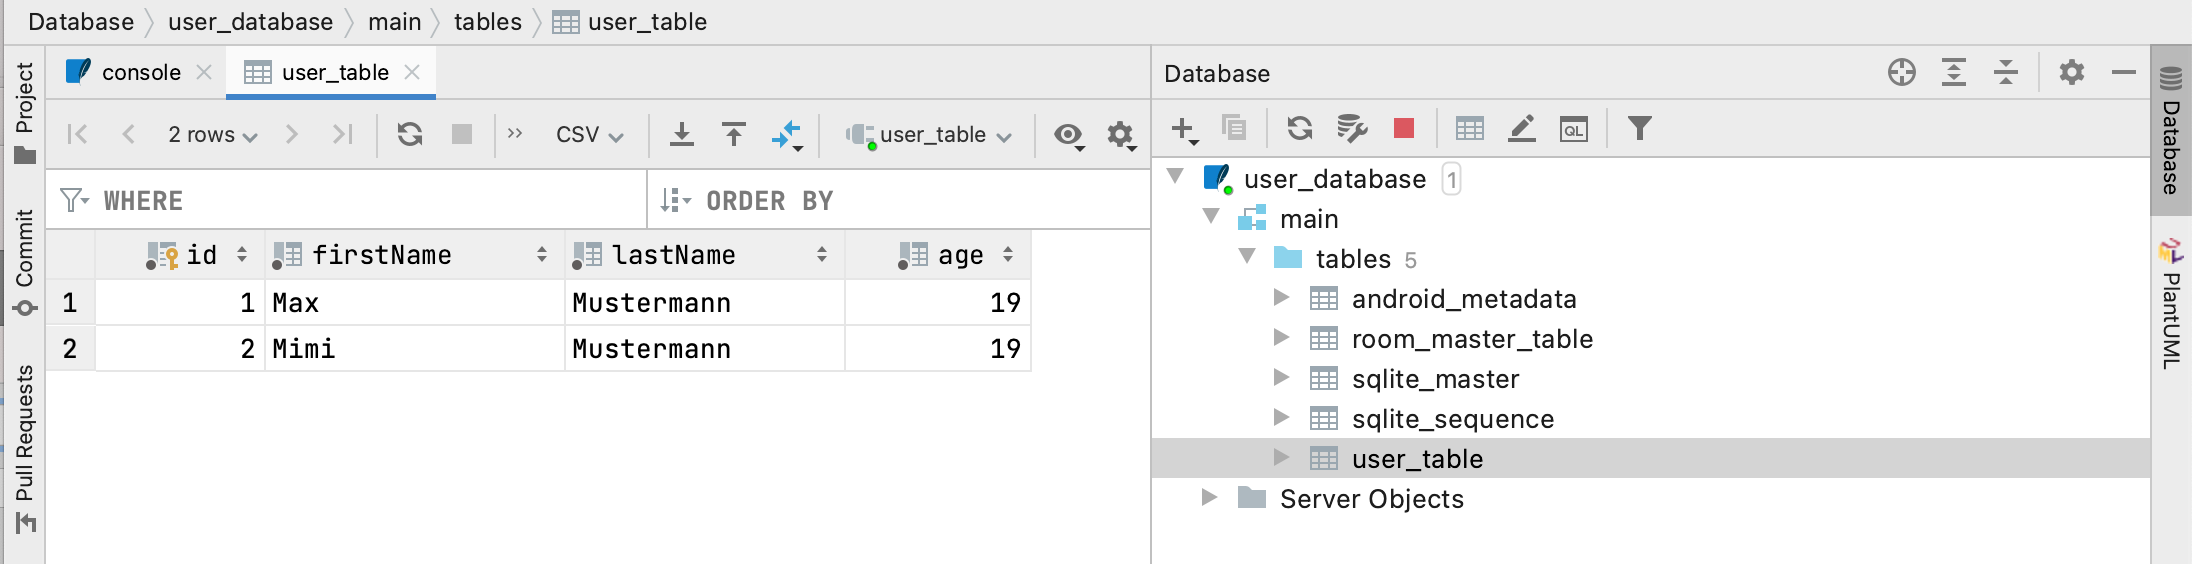 Database user_database main tables user_table
Project
Commit
Pull Requests
console user_table
2 rows CSV user_table
WHERE ORDER BY
id firstName lastName age
1 1 Max Mustermann 19
2 2 Mimi Mustermann 19
Database
QL
user_database 1
main
tables 5
android_metadata
room_master_table
sqlite_master
sqlite_sequence
user_table
Server Objects
Database
PlantUML